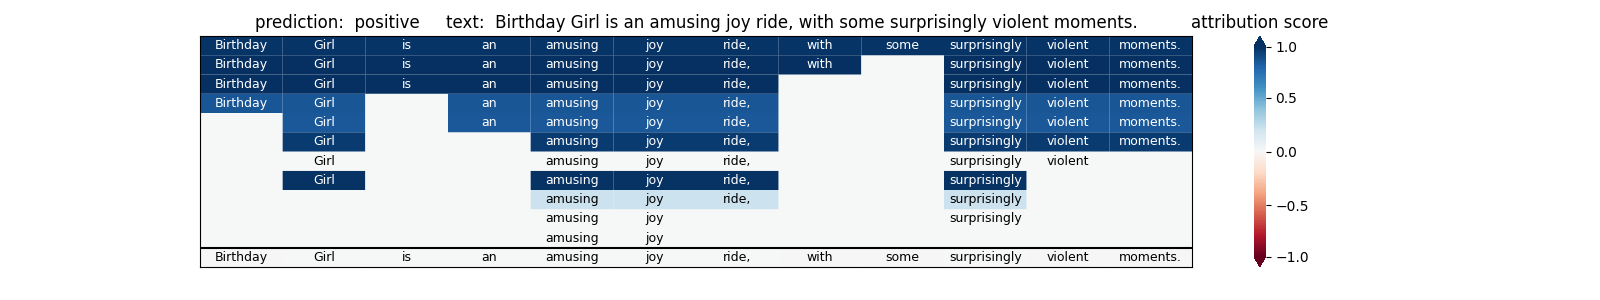 prediction:  positive     text:  Birthday Girl is an amusing joy ride, with some surprisingly violent moments.     attribution score
Birthday Girl is an amusing joy ride, with some surprisingly violent moments.
Birthday Girl is an amusing joy ride, with surprisingly violent moments.
Birthday Girl is an amusing joy ride, surprisingly violent moments.
Birthday Girl an amusing joy ride, surprisingly violent moments.
Girl an amusing joy ride, surprisingly violent moments.
Girl amusing joy ride, surprisingly violent moments.
Girl amusing joy ride, surprisingly violent
Girl amusing joy ride, surprisingly
amusing joy ride, surprisingly
amusing joy surprisingly
amusing joy
Birthday Girl is an amusing joy ride, with some surprisingly violent moments.
1.0
0.5
0.0
−0.5
−1.0